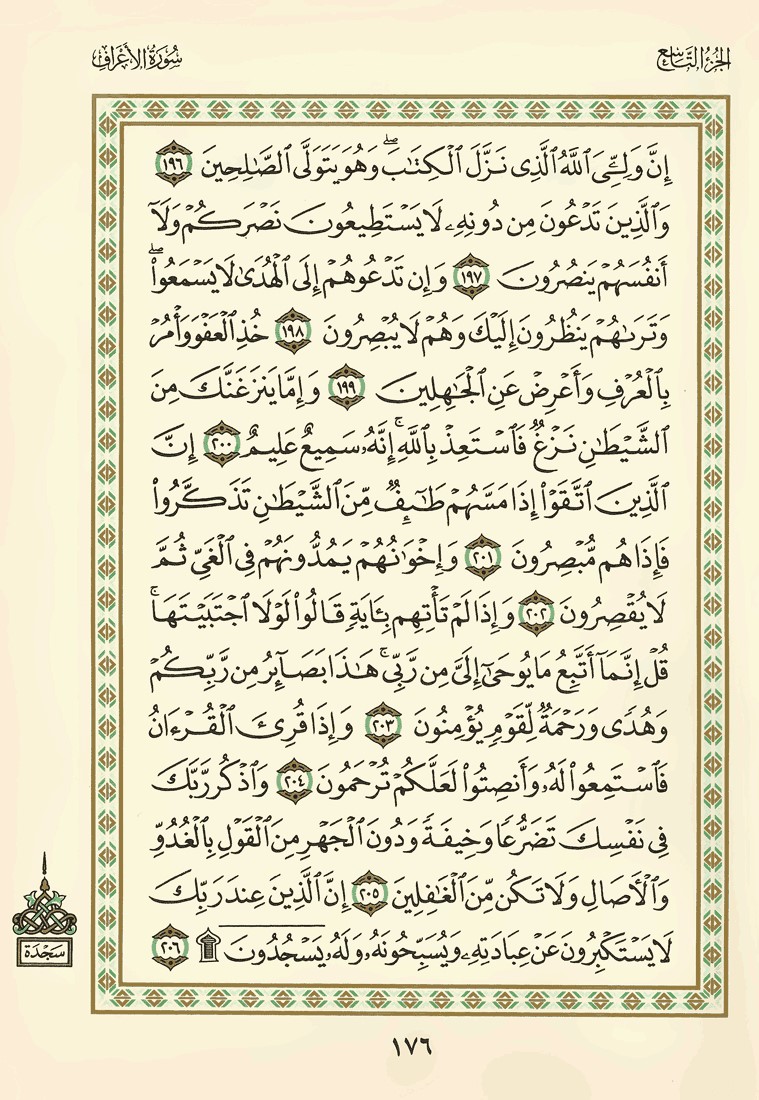 الجزء التاسع
سورة الأعراف
إِنَّ وَلِـِّۧيَ ٱللَّهُ ٱلَّذِي نَزَّلَ ٱلۡكِتَٰبَۖ وَهُوَ يَتَوَلَّى ٱلصَّٰلِحِينَ ١٩٦
وَٱلَّذِينَ تَدۡعُونَ مِن دُونِهِۦ لَا يَسۡتَطِيعُونَ نَصۡرَكُمۡ وَلَآ
أَنفُسَهُمۡ يَنصُرُونَ ١٩٧ وَإِن تَدۡعُوهُمۡ إِلَى ٱلۡهُدَىٰ لَا يَسۡمَعُواْۖ
وَتَرَىٰهُمۡ يَنظُرُونَ إِلَيۡكَ وَهُمۡ لَا يُبۡصِرُونَ ١٩٨ خُذِ ٱلۡعَفۡوَ وَأۡمُرۡ
بِٱلۡعُرۡفِ وَأَعۡرِضۡ عَنِ ٱلۡجَٰهِلِينَ ١٩٩ وَإِمَّا يَنزَغَنَّكَ مِنَ
ٱلشَّيۡطَٰنِ نَزۡغٞ فَٱسۡتَعِذۡ بِٱللَّهِۚ إِنَّهُۥ سَمِيعٌ عَلِيمٌ ٢٠٠ إِنَّ
ٱلَّذِينَ ٱتَّقَوۡاْ إِذَا مَسَّهُمۡ طَٰٓئِفٞ مِّنَ ٱلشَّيۡطَٰنِ تَذَكَّرُواْ
فَإِذَا هُم مُّبۡصِرُونَ ٢٠١ وَإِخۡوَٰنُهُمۡ يَمُدُّونَهُمۡ فِي ٱلۡغَيِّ ثُمَّ
لَا يُقۡصِرُونَ ٢٠٢ وَإِذَا لَمۡ تَأۡتِهِم بِـَٔايَةٖ قَالُواْ لَوۡلَا ٱجۡتَبَيۡتَهَاۚ
قُلۡ إِنَّمَآ أَتَّبِعُ مَا يُوحَىٰٓ إِلَيَّ مِن رَّبِّيۚ هَٰذَا بَصَآئِرُ مِن رَّبِّكُمۡ
وَهُدٗى وَرَحۡمَةٞ لِّقَوۡمٖ يُؤۡمِنُونَ ٢٠٣ وَإِذَا قُرِئَ ٱلۡقُرۡءَانُ
فَٱسۡتَمِعُواْ لَهُۥ وَأَنصِتُواْ لَعَلَّكُمۡ تُرۡحَمُونَ ٢٠٤ وَٱذۡكُر رَّبَّكَ
فِي نَفۡسِكَ تَضَرُّعٗا وَخِيفَةٗ وَدُونَ ٱلۡجَهۡرِ مِنَ ٱلۡقَوۡلِ بِٱلۡغُدُوِّ
وَٱلۡأٓصَالِ وَلَا تَكُن مِّنَ ٱلۡغَٰفِلِينَ ٢٠٥ إِنَّ ٱلَّذِينَ عِندَ رَبِّكَ
لَا يَسۡتَكۡبِرُونَ عَنۡ عِبَادَتِهِۦ وَيُسَبِّحُونَهُۥ وَلَهُۥ يَسۡجُدُونَ ۩ ٢٠٦
سَجۡدَة
١٧٦